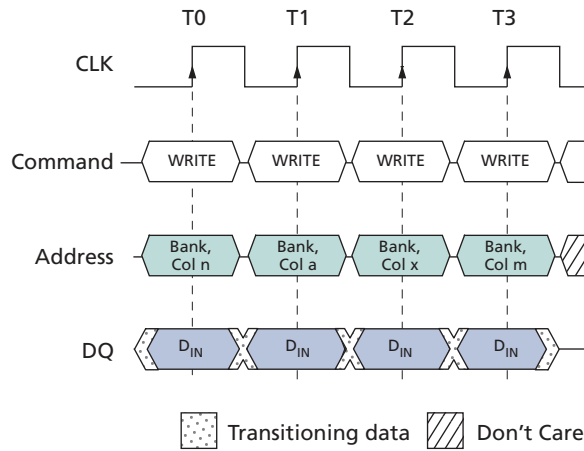 T0 T1 T2 T3
CLK
Command WRITE WRITE WRITE WRITE
Address Bank, Bank, Bank, Bank,
Col n Col a Col x Col m
DQ DIN DIN DIN DIN
Transitioning data Don't Care